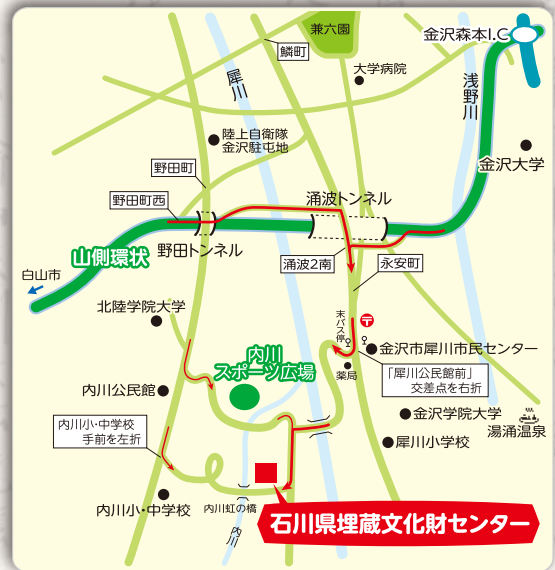 兼六園
金沢森本I.C
鱗町
大学病院
犀川
浅野川
陸上自衛隊
金沢駐屯地
金沢大学
野田町
野田町西
涌波トンネル
山側環状
野田トンネル
白山市
涌波2南
永安町
北陸学院大学
末バス停
〒
金沢市犀川市民センター
内川
スポーツ広場
薬局
「犀川公民館前」
交差点を右折
内川公民館
金沢学院大学
湯涌温泉
内川小・中学校
手前を左折
犀川小学校
内川小・中学校
内川虹の橋
内川
石川県埋蔵文化財センター